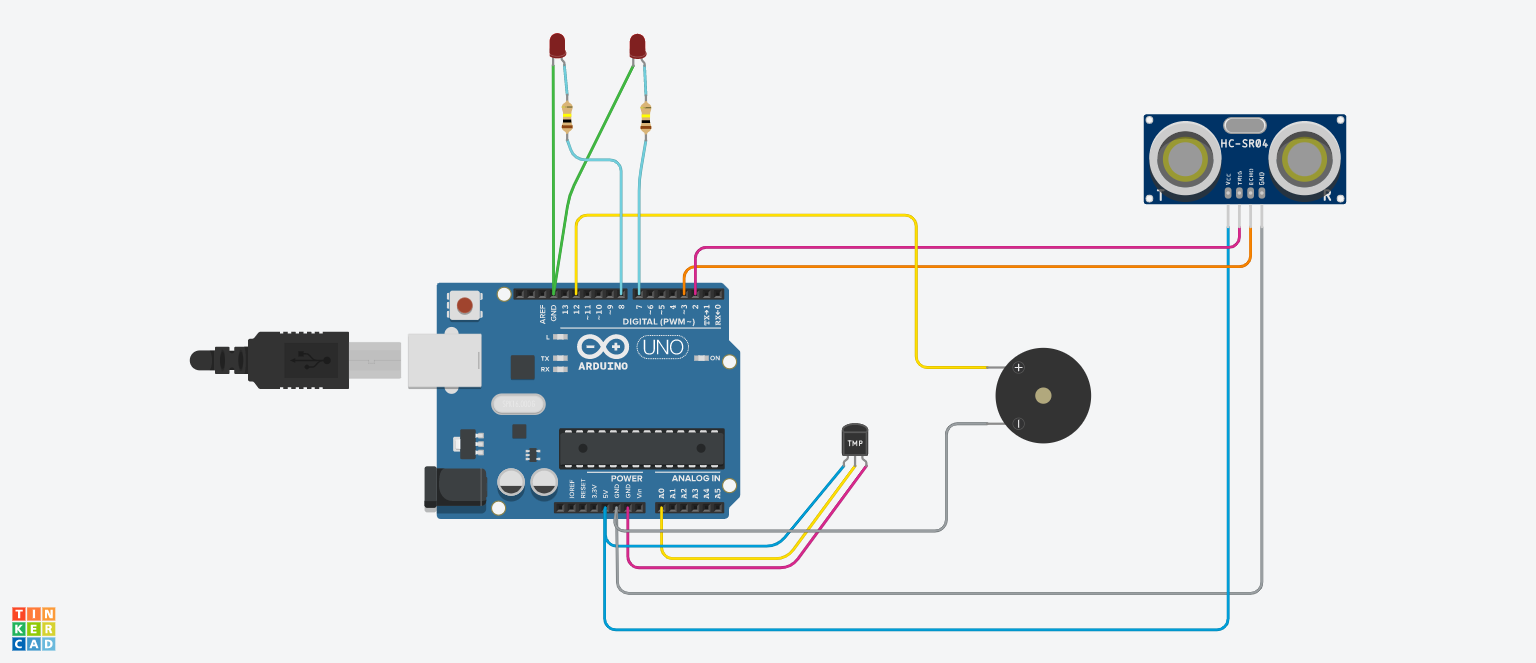 HC-SR04
VCC
TRIG
ECHO
GND
T
R
AREF
GND
13
12
~11
~10
~9
8
7
~6
~5
4
~3
2
TX→1
RX←0
DIGITAL (PWM~)
L
TX
RX
ARDUINO
UNO
ON
TMP
POWER
ANALOG IN
IOREF
RESET
3.3V
5V
GND
GND
Vin
A0
A1
A2
A3
A4
A5
TIN
KER
CAD